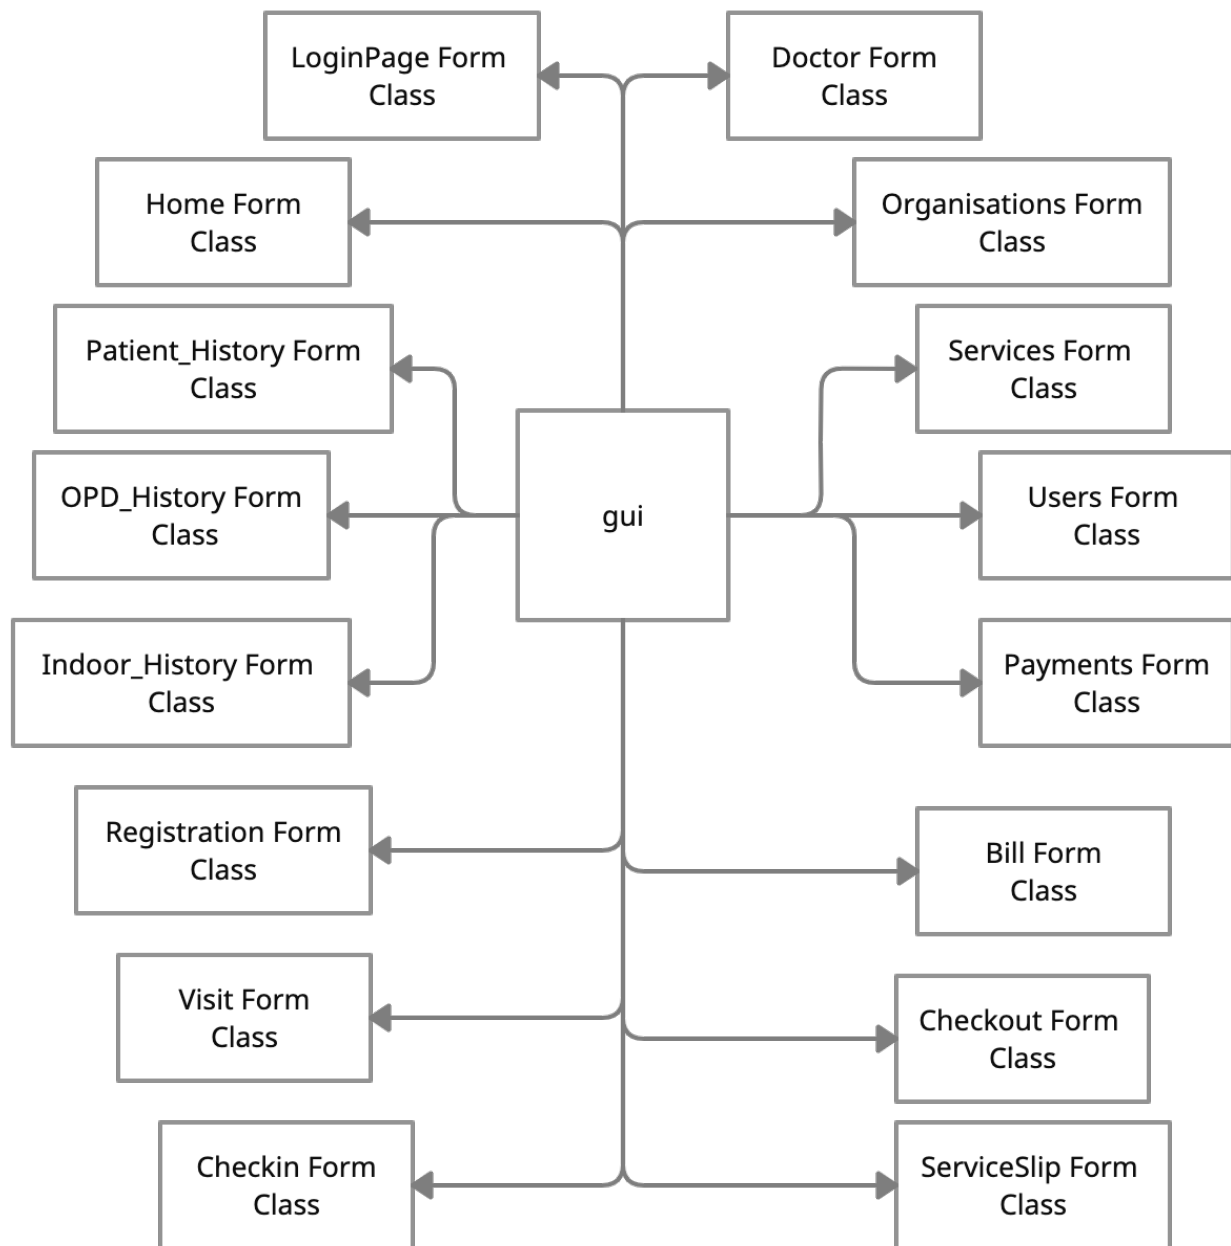 LoginPage Form
Class
Doctor Form
Class
Home Form
Class
Organisations Form
Class
Patient_History Form
Class
Services Form
Class
OPD_History Form
Class
gui
Users Form
Class
Indoor_History Form
Class
Payments Form
Class
Registration Form
Class
Bill Form
Class
Visit Form
Class
Checkout Form
Class
Checkin Form
Class
ServiceSlip Form
Class